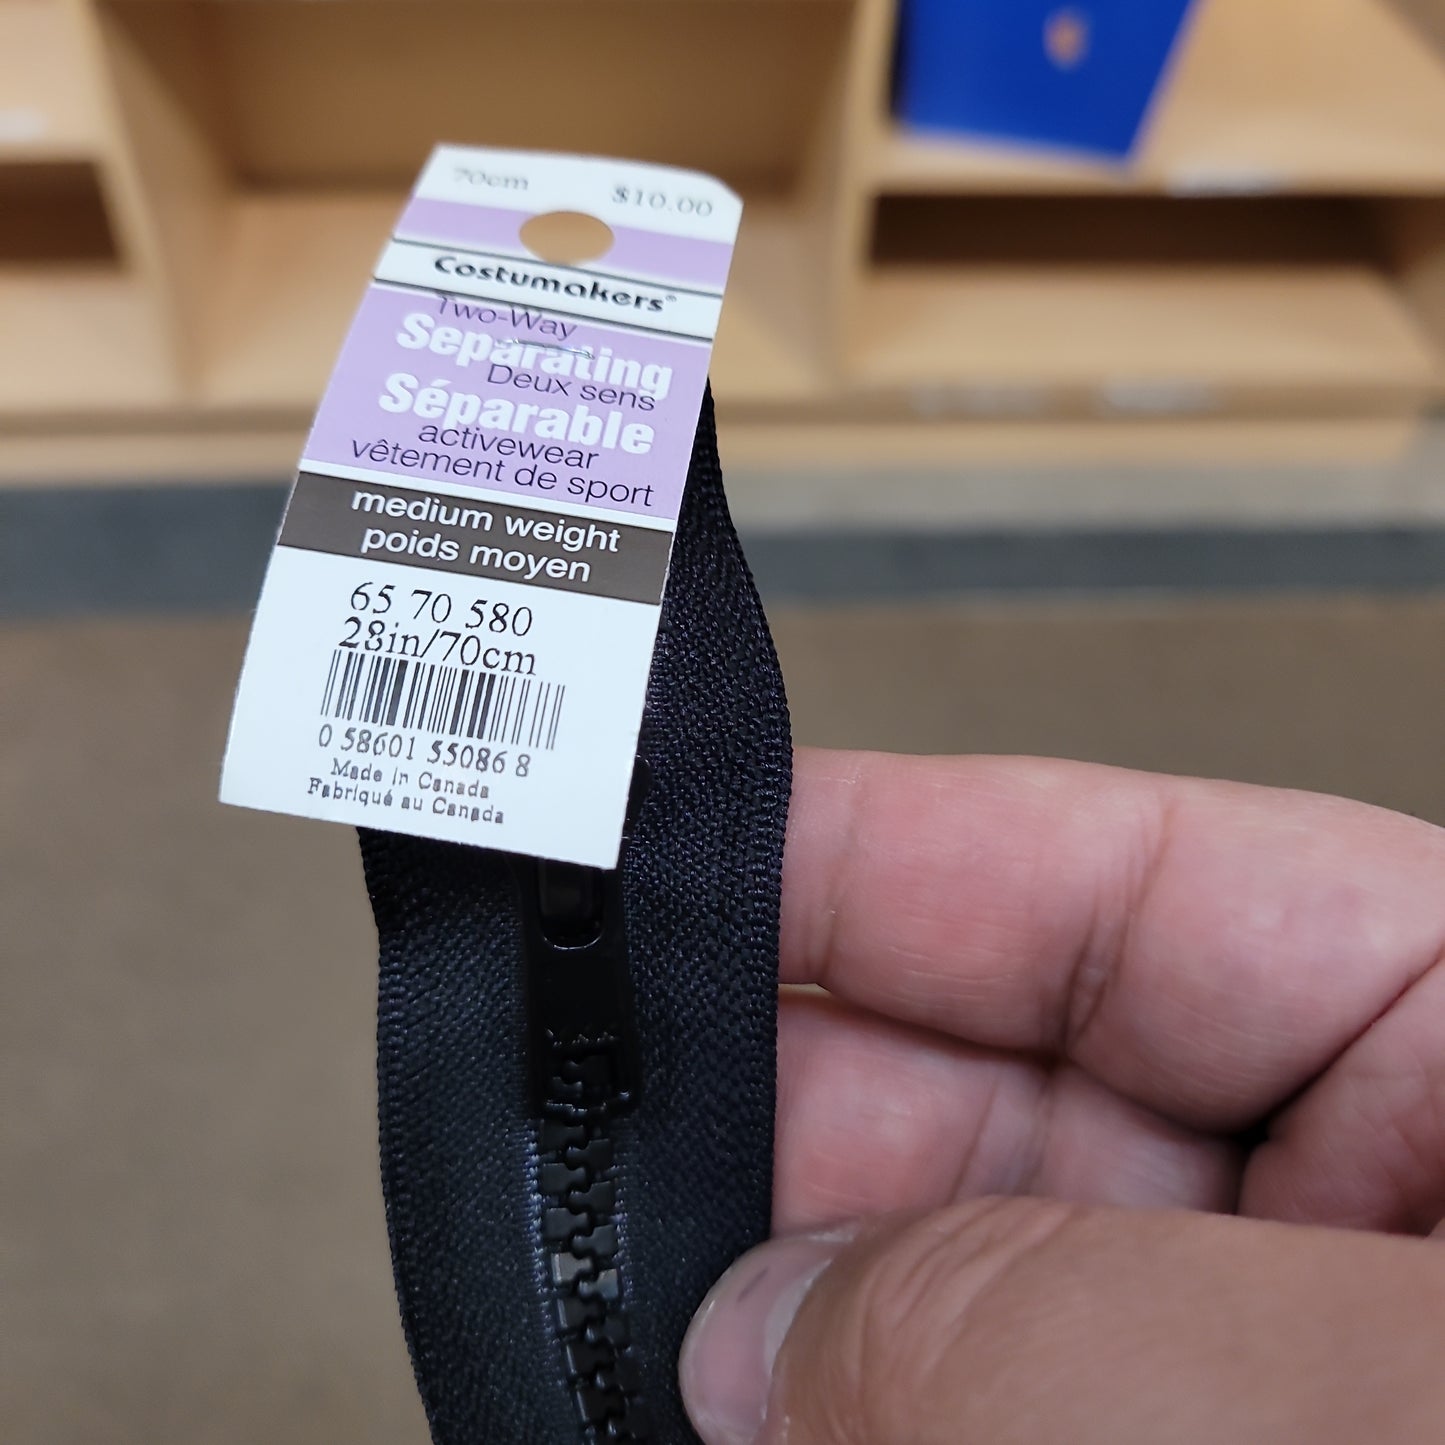 70cm $10.00
Costumakers®
Two-Way
Separating
Deux sens
Séparable
activewear
vêtement de sport
medium weight
poids moyen
65 70 580
28in/70cm
0 58601 55086 8
Made in Canada
Fabriqué au Canada